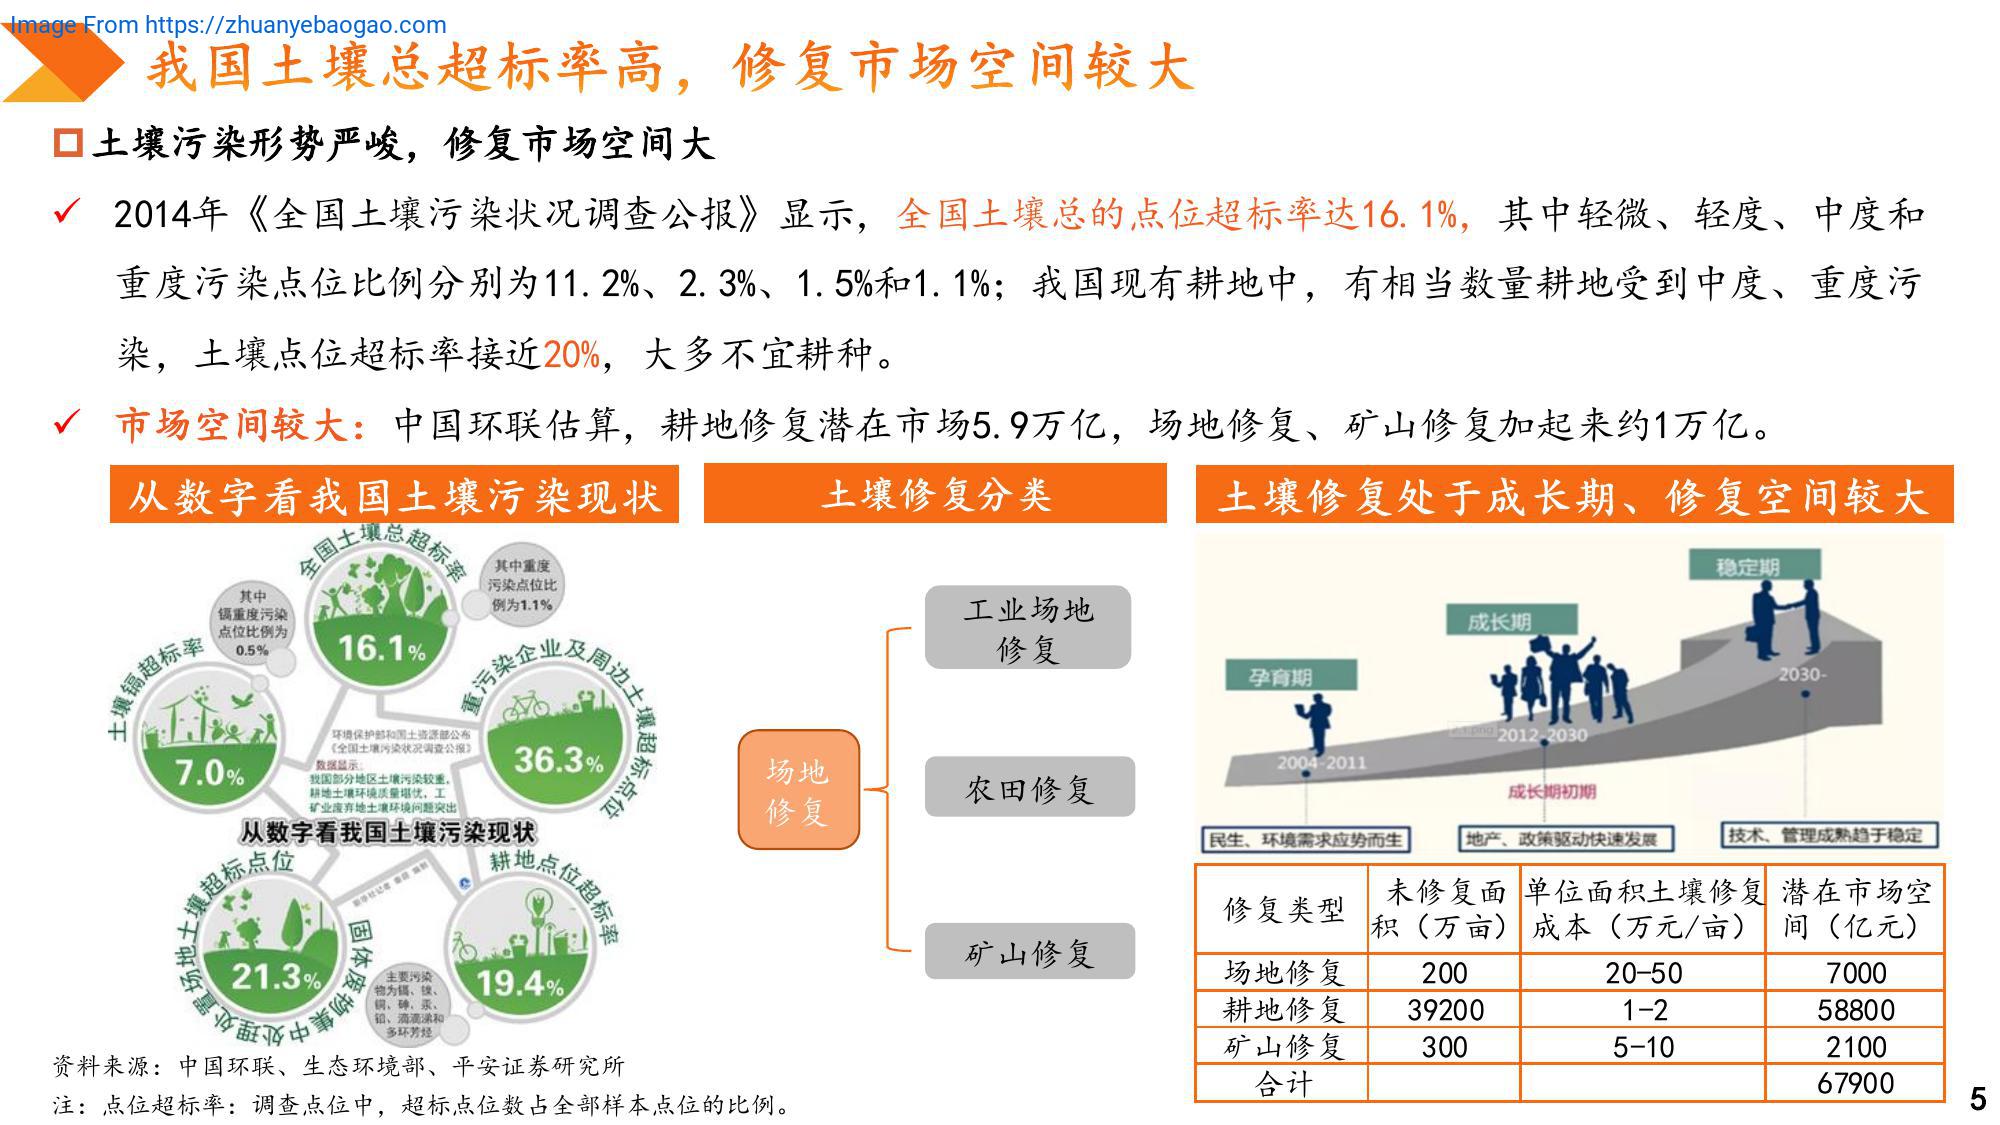 Image From https://zhuanyebaogao.com
我国土壤总超标率高，修复市场空间较大
土壤污染形势严峻，修复市场空间大
2014年《全国土壤污染状况调查公报》显示，全国土壤总的点位超标率达16.1%，其中轻微、轻度、中度和
重度污染点位比例分别为11.2%、2.3%、1.5%和1.1%；我国现有耕地中，有相当数量耕地受到中度、重度污
染，土壤点位超标率接近20%，大多不宜耕种。
市场空间较大：中国环联估算，耕地修复潜在市场5.9万亿，场地修复、矿山修复加起来约1万亿。
从数字看我国土壤污染现状
全国土壤总超标率
16.1%
其中重度
污染点位比
例为1.1%
其中
镉重度污染
点位比例为
0.5%
土壤镉超标率
7.0%
重污染企业及周边土壤超标点位
36.3%
环境保护部和国土资源部公布
《全国土壤污染状况调查公报》
数据显示:
我国部分地区土壤污染较重，
耕地土壤环境质量堪忧，工
矿业废弃地土壤环境问题突出
从数字看我国土壤污染现状
固体废物集中处理处置场地土壤超标点位
21.3%
耕地点位超标率
19.4%
主要污染
物为镉、镍、
铜、砷、汞、
铅、滴滴涕和
多环芳烃
土壤修复分类
场地
修复
工业场地
修复
农田修复
矿山修复
土壤修复处于成长期、修复空间较大
稳定期
成长期
孕育期
2030-
2012-2030
2004-2011
成长期初期
民生、环境需求应势而生
地产、政策驱动快速发展
技术、管理成熟趋于稳定
修复类型 未修复面积（万亩） 单位面积土壤修复成本（万元/亩） 潜在市场空间（亿元）
场地修复 200 20-50 7000
耕地修复 39200 1-2 58800
矿山修复 300 5-10 2100
合计 67900
资料来源：中国环联、生态环境部、平安证券研究所
注：点位超标率：调查点位中，超标点位数占全部样本点位的比例。
5